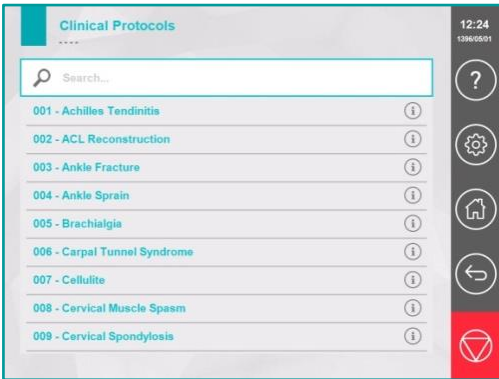 Clinical Protocols
12:24
1396/05/01
Search...
?
001 - Achilles Tendinitis
002 - ACL Reconstruction
003 - Ankle Fracture
004 - Ankle Sprain
005 - Brachialgia
006 - Carpal Tunnel Syndrome
007 - Cellulite
008 - Cervical Muscle Spasm
009 - Cervical Spondylosis